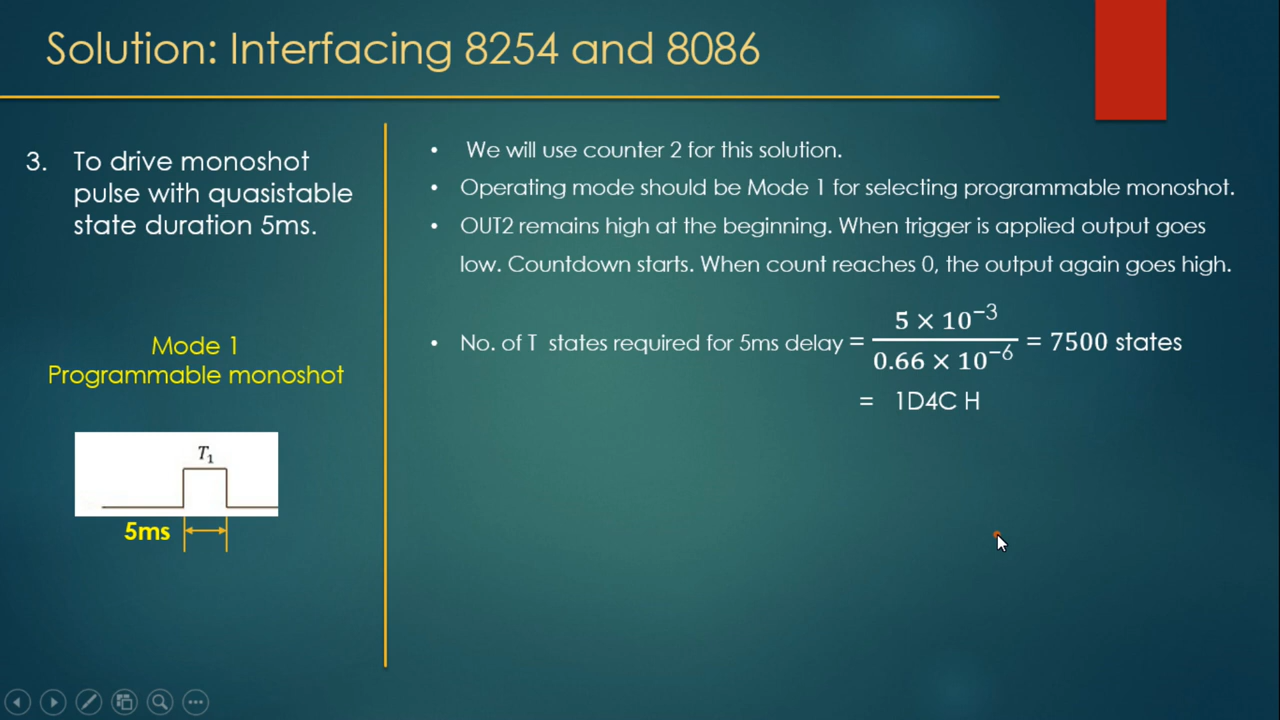 Solution: Interfacing 8254 and 8086
3. To drive monoshot
pulse with quasistable
state duration 5ms.
Mode 1
Programmable monoshot
T₁
5ms
• We will use counter 2 for this solution.
• Operating mode should be Mode 1 for selecting programmable monoshot.
• OUT2 remains high at the beginning. When trigger is applied output goes
low. Countdown starts. When count reaches 0, the output again goes high.
• No. of T states required for 5ms delay = 5 × 10⁻³ / 0.66 × 10⁻⁶ = 7500 states
= 1D4C H